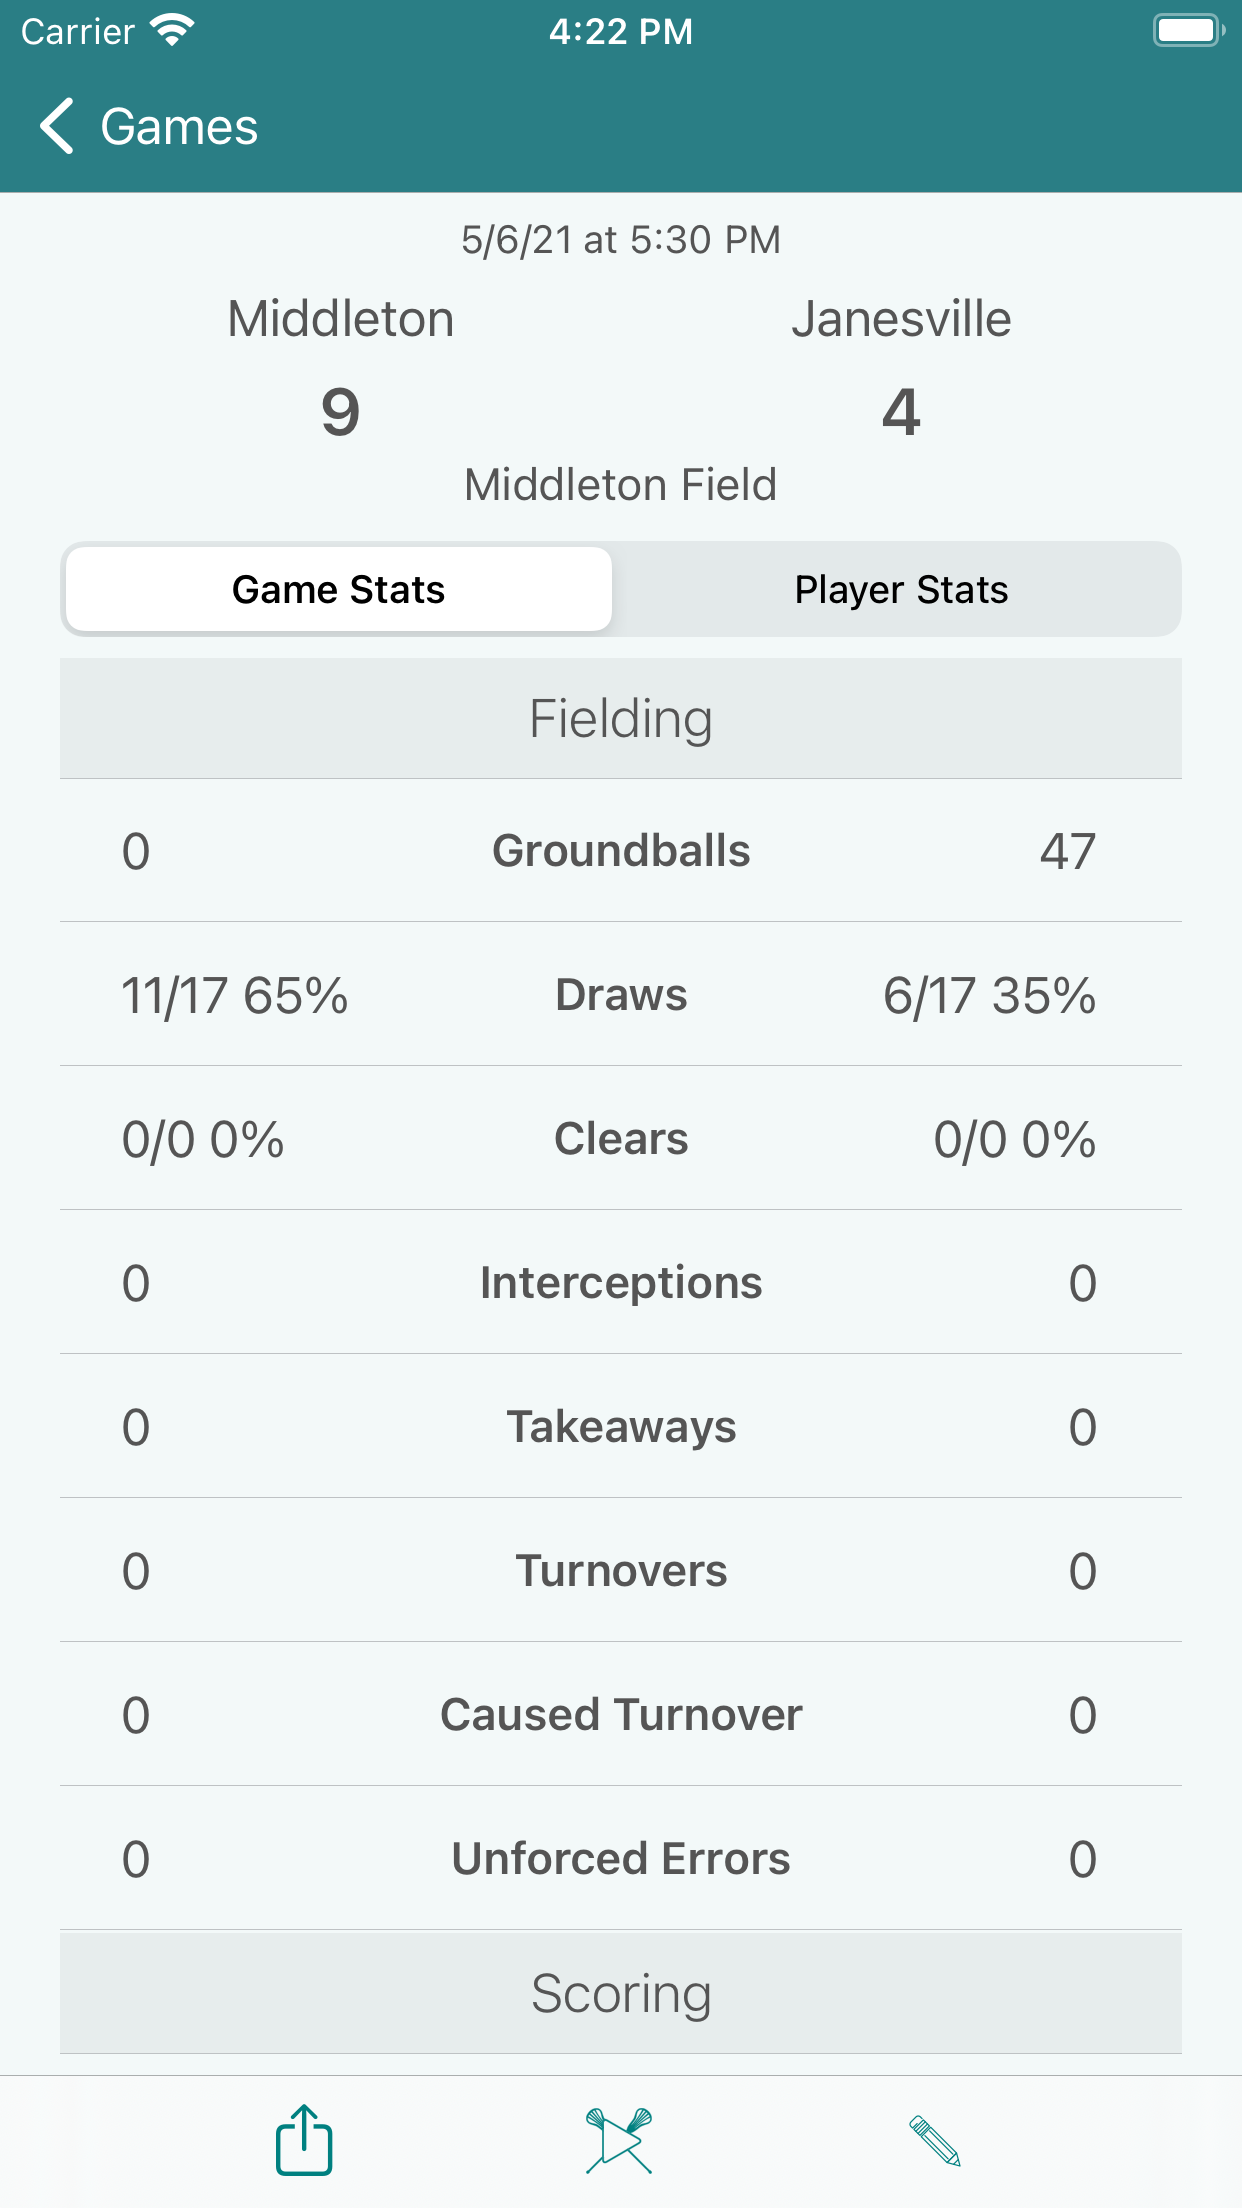 Carrier 4:22 PM
Games
5/6/21 at 5:30 PM
Middleton Janesville
9 4
Middleton Field
Game Stats Player Stats
Fielding
0 Groundballs 47
11/17 65% Draws 6/17 35%
0/0 0% Clears 0/0 0%
0 Interceptions 0
0 Takeaways 0
0 Turnovers 0
0 Caused Turnover 0
0 Unforced Errors 0
Scoring